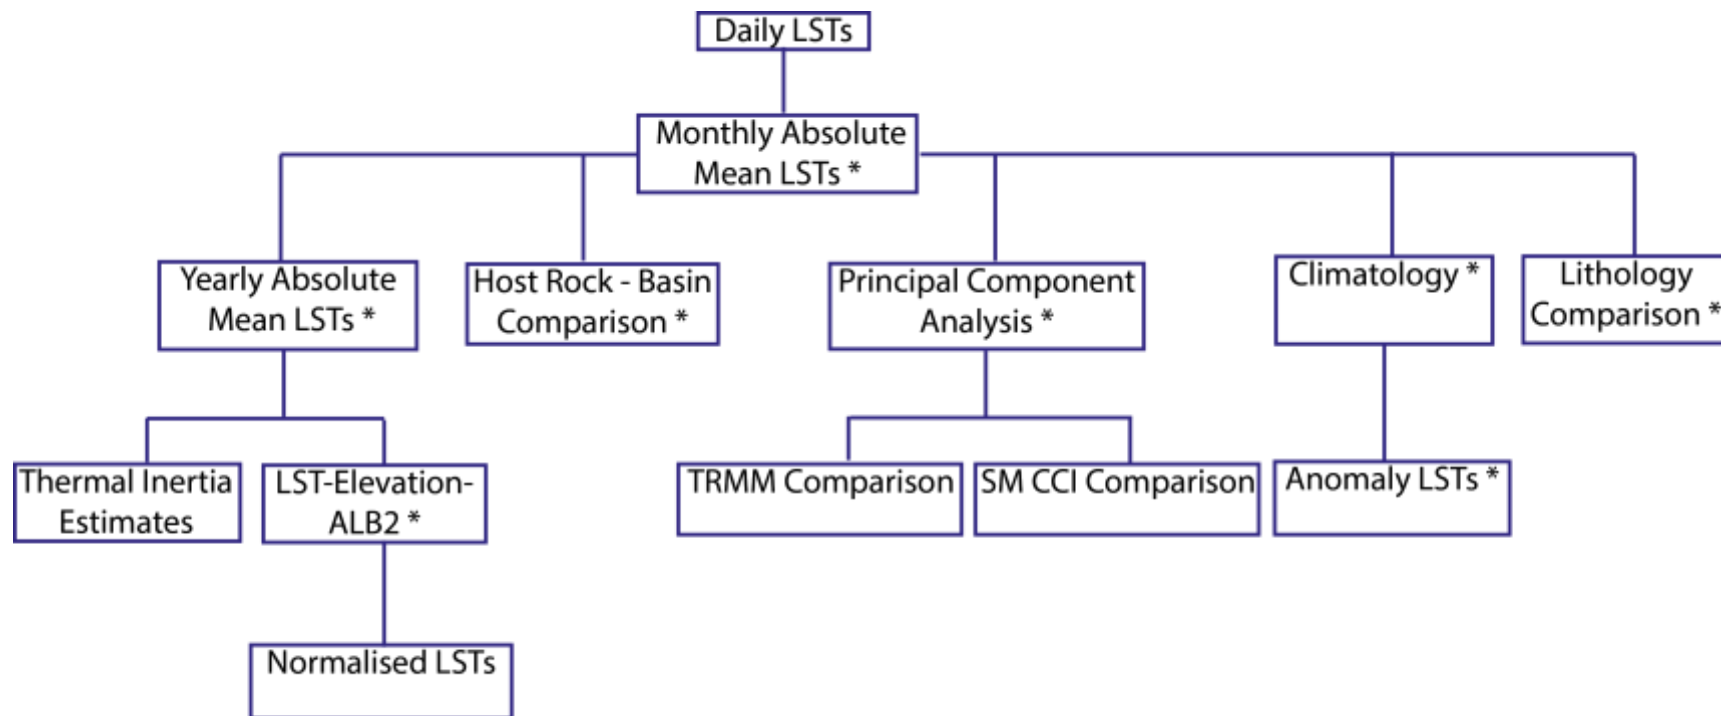 Daily LSTs
Monthly Absolute
Mean LSTs *
Yearly Absolute
Mean LSTs *
Host Rock - Basin
Comparison *
Principal Component
Analysis *
Climatology *
Lithology
Comparison *
Thermal Inertia
Estimates
LST-Elevation-
ALB2 *
TRMM Comparison
SM CCI Comparison
Anomaly LSTs *
Normalised LSTs